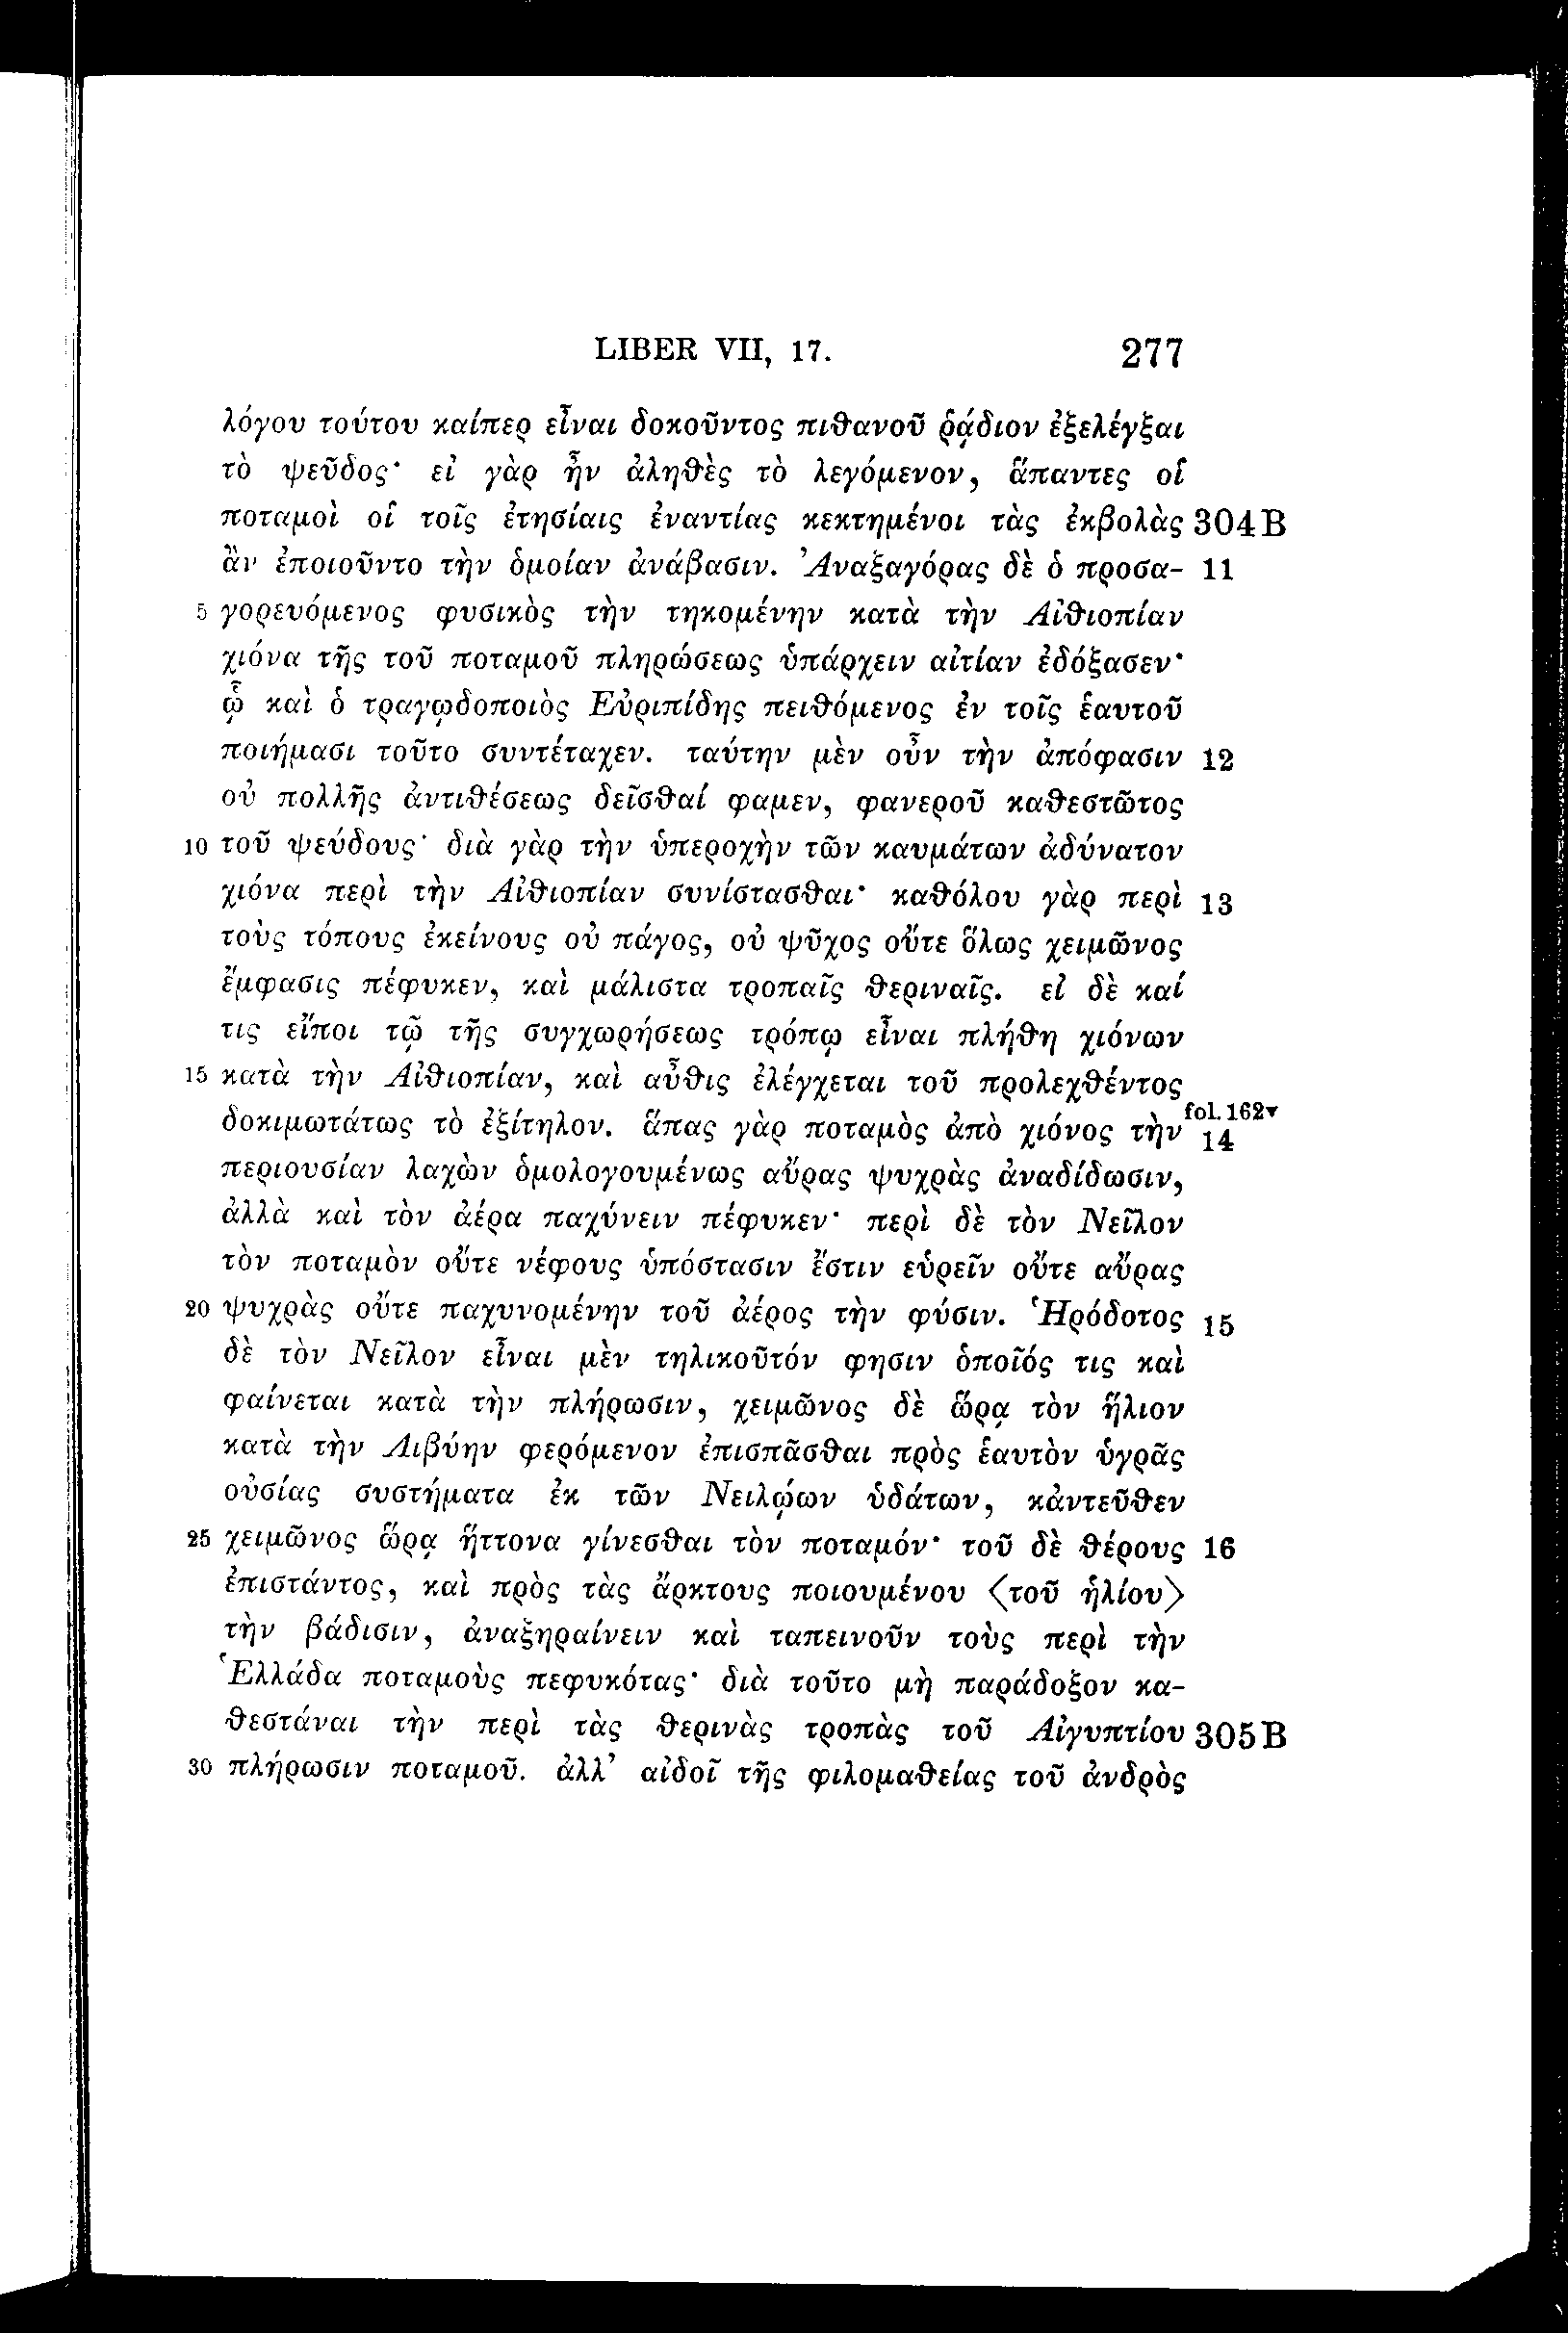 LIBER VII, 17. 277
λόγου τούτου καίπερ εἶναι δοκοῦντος πιθανοῦ ῥᾴδιον ἐξελέγξαι
τὸ ψεῦδος· εἰ γὰρ ἦν ἀληθὲς τὸ λεγόμενον, ἅπαντες οἱ
ποταμοὶ οἱ τοῖς ἐτησίαις ἐναντίας κεκτημένοι τὰς ἐκβολὰς 304 B
ἂν ἐποιοῦντο τὴν ὁμοίαν ἀνάβασιν. Ἀναξαγόρας δὲ ὁ προσα- 11
5 γορευόμενος φυσικὸς τὴν τηκομένην κατὰ τὴν Αἰθιοπίαν
χιόνα τῆς τοῦ ποταμοῦ πληρώσεως ὑπάρχειν αἰτίαν ἐδόξασεν·
ᾧ καὶ ὁ τραγῳδοποιὸς Εὐριπίδης πειθόμενος ἐν τοῖς ἑαυτοῦ
ποιήμασι τοῦτο συντέταχεν. ταύτην μὲν οὖν τὴν ἀπόφασιν 12
οὐ πολλῆς ἀντιθέσεως δεῖσθαί φαμεν, φανεροῦ καθεστῶτος
10 τοῦ ψεύδους· διὰ γὰρ τὴν ὑπεροχὴν τῶν καυμάτων ἀδύνατον
χιόνα περὶ τὴν Αἰθιοπίαν συνίστασθαι· καθόλου γὰρ περὶ 13
τοὺς τόπους ἐκείνους οὐ πάγος, οὐ ψῦχος οὔτε ὅλως χειμῶνος
ἔμφασις πέφυκεν, καὶ μάλιστα τροπαῖς θεριναῖς. εἰ δὲ καί
τις εἴποι τῷ τῆς συγχωρήσεως τρόπῳ εἶναι πλήθη χιόνων
15 κατὰ τὴν Αἰθιοπίαν, καὶ αὖθις ἐλέγχεται τοῦ προλεχθέντος
δοκιμωτάτως τὸ ἐξίτηλον. ἅπας γὰρ ποταμὸς ἀπὸ χιόνος τὴν fol. 162v 14
περιουσίαν λαχὼν ὁμολογουμένως αὔρας ψυχρὰς ἀναδίδωσιν,
ἀλλὰ καὶ τὸν ἀέρα παχύνειν πέφυκεν· περὶ δὲ τὸν Νεῖλον
τὸν ποταμὸν οὔτε νέφους ὑπόστασιν ἔστιν εὑρεῖν οὔτε αὔρας
20 ψυχρὰς οὔτε παχυνομένην τοῦ ἀέρος τὴν φύσιν. Ἡρόδοτος 15
δὲ τὸν Νεῖλον εἶναι μὲν τηλικοῦτόν φησιν ὁποῖός τις καὶ
φαίνεται κατὰ τὴν πλήρωσιν, χειμῶνος δὲ ὥρᾳ τὸν ἥλιον
κατὰ τὴν Λιβύην φερόμενον ἐπισπᾶσθαι πρὸς ἑαυτὸν ὑγρᾶς
οὐσίας συστήματα ἐκ τῶν Νειλῴων ὑδάτων, κἀντεῦθεν
25 χειμῶνος ὥρᾳ ἥττονα γίνεσθαι τὸν ποταμόν· τοῦ δὲ θέρους 16
ἐπιστάντος, καὶ πρὸς τὰς ἄρκτους ποιουμένου ⟨τοῦ ἡλίου⟩
τὴν βάδισιν, ἀναξηραίνειν καὶ ταπεινοῦν τοὺς περὶ τὴν
Ἑλλάδα ποταμοὺς πεφυκότας· διὰ τοῦτο μὴ παράδοξον κα-
θεστάναι τὴν περὶ τὰς θερινὰς τροπὰς τοῦ Αἰγυπτίου 305 B
30 πλήρωσιν ποταμοῦ. ἀλλ’ αἰδοῖ τῆς φιλομαθείας τοῦ ἀνδρὸς